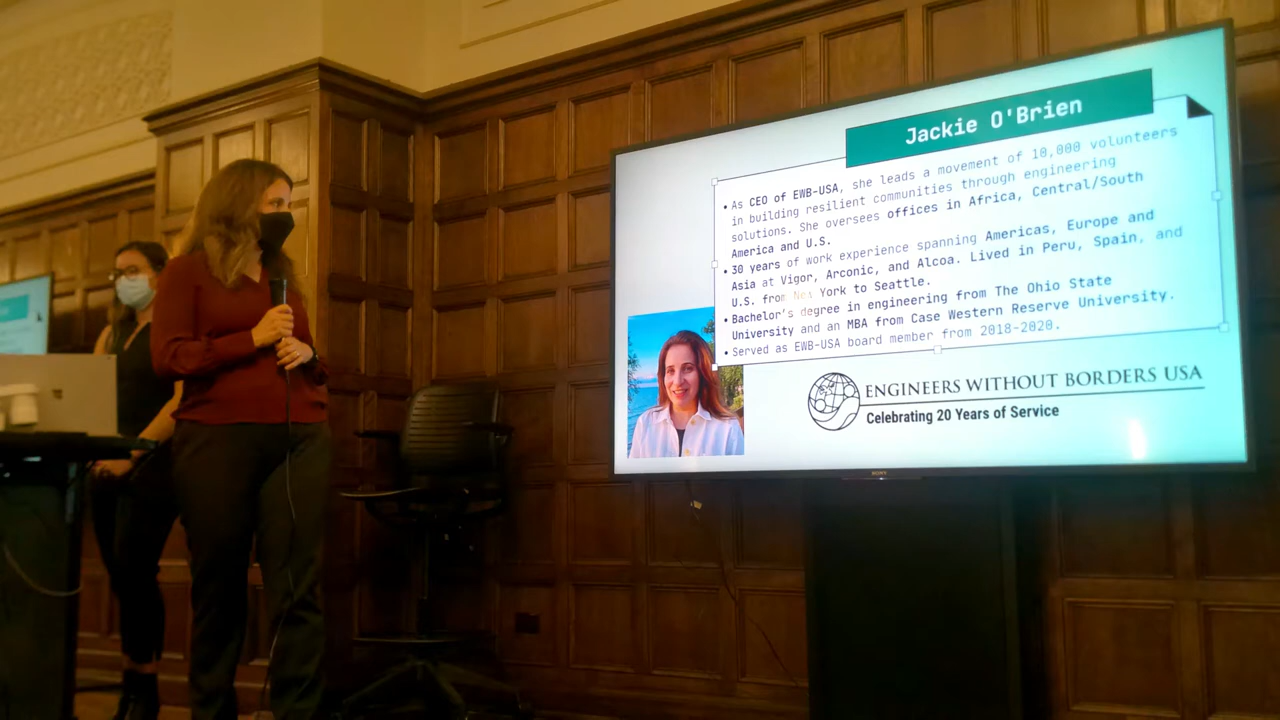 Jackie O'Brien
• As CEO of EWB-USA, she leads a movement of 10,000 volunteers
in building resilient communities through engineering
solutions. She oversees offices in Africa, Central/South
America and U.S.
• 30 years of work experience spanning Americas, Europe and
Asia at Vigor, Arconic, and Alcoa. Lived in Peru, Spain, and
U.S. from New York to Seattle.
• Bachelor's degree in engineering from The Ohio State
University and an MBA from Case Western Reserve University.
• Served as EWB-USA board member from 2018-2020.
ENGINEERS WITHOUT BORDERS USA
Celebrating 20 Years of Service
SONY